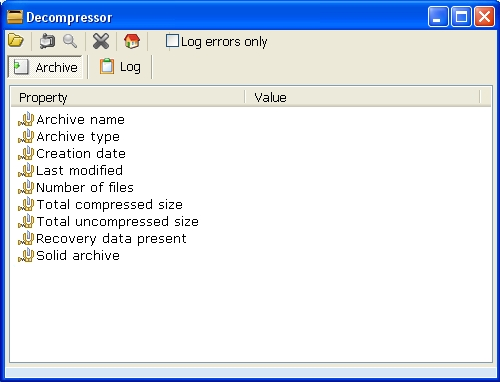 Decompressor
Log errors only
Archive Log
Property Value
Archive name
Archive type
Creation date
Last modified
Number of files
Total compressed size
Total uncompressed size
Recovery data present
Solid archive